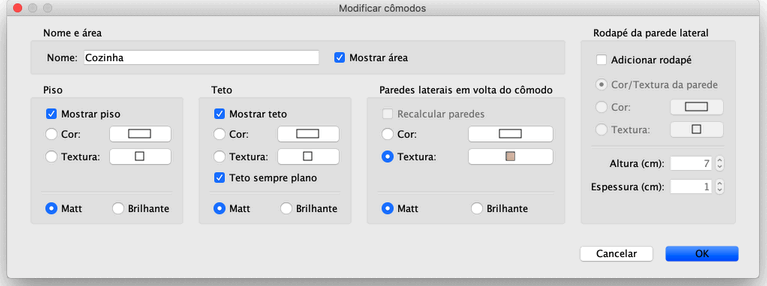 Modificar cômodos
Nome e área
Nome: Cozinha
Mostrar área
Piso
Mostrar piso
Cor:
Textura:
Matt
Brilhante
Teto
Mostrar teto
Cor:
Textura:
Teto sempre plano
Matt
Brilhante
Paredes laterais em volta do cômodo
Recalcular paredes
Cor:
Textura:
Matt
Brilhante
Rodapé da parede lateral
Adicionar rodapé
Cor/Textura da parede
Cor:
Textura:
Altura (cm): 7
Espessura (cm): 1
Cancelar
OK